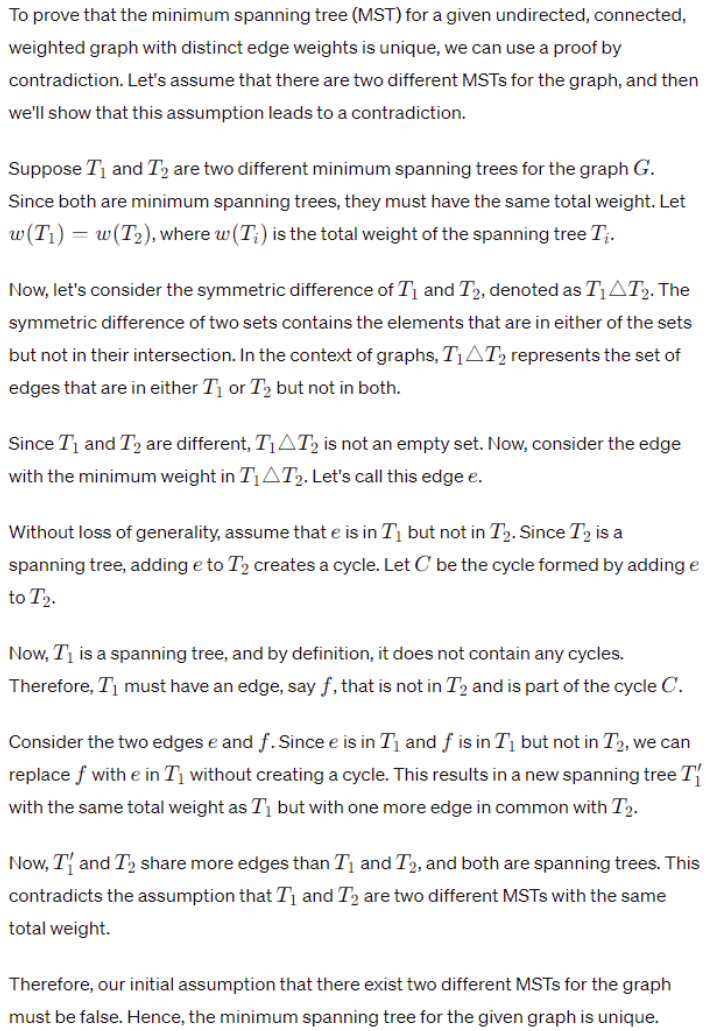 To prove that the minimum spanning tree (MST) for a given undirected, connected,
weighted graph with distinct edge weights is unique, we can use a proof by
contradiction. Let's assume that there are two different MSTs for the graph, and then
we'll show that this assumption leads to a contradiction.
Suppose T₁ and T₂ are two different minimum spanning trees for the graph G.
Since both are minimum spanning trees, they must have the same total weight. Let
w(T₁) = w(T₂), where w(Tᵢ) is the total weight of the spanning tree Tᵢ.
Now, let's consider the symmetric difference of T₁ and T₂, denoted as T₁△T₂. The
symmetric difference of two sets contains the elements that are in either of the sets
but not in their intersection. In the context of graphs, T₁△T₂ represents the set of
edges that are in either T₁ or T₂ but not in both.
Since T₁ and T₂ are different, T₁△T₂ is not an empty set. Now, consider the edge
with the minimum weight in T₁△T₂. Let's call this edge e.
Without loss of generality, assume that e is in T₁ but not in T₂. Since T₂ is a
spanning tree, adding e to T₂ creates a cycle. Let C be the cycle formed by adding e
to T₂.
Now, T₁ is a spanning tree, and by definition, it does not contain any cycles.
Therefore, T₁ must have an edge, say f, that is not in T₂ and is part of the cycle C.
Consider the two edges e and f. Since e is in T₁ and f is in T₁ but not in T₂, we can
replace f with e in T₁ without creating a cycle. This results in a new spanning tree T₁′
with the same total weight as T₁ but with one more edge in common with T₂.
Now, T₁′ and T₂ share more edges than T₁ and T₂, and both are spanning trees. This
contradicts the assumption that T₁ and T₂ are two different MSTs with the same
total weight.
Therefore, our initial assumption that there exist two different MSTs for the graph
must be false. Hence, the minimum spanning tree for the given graph is unique.